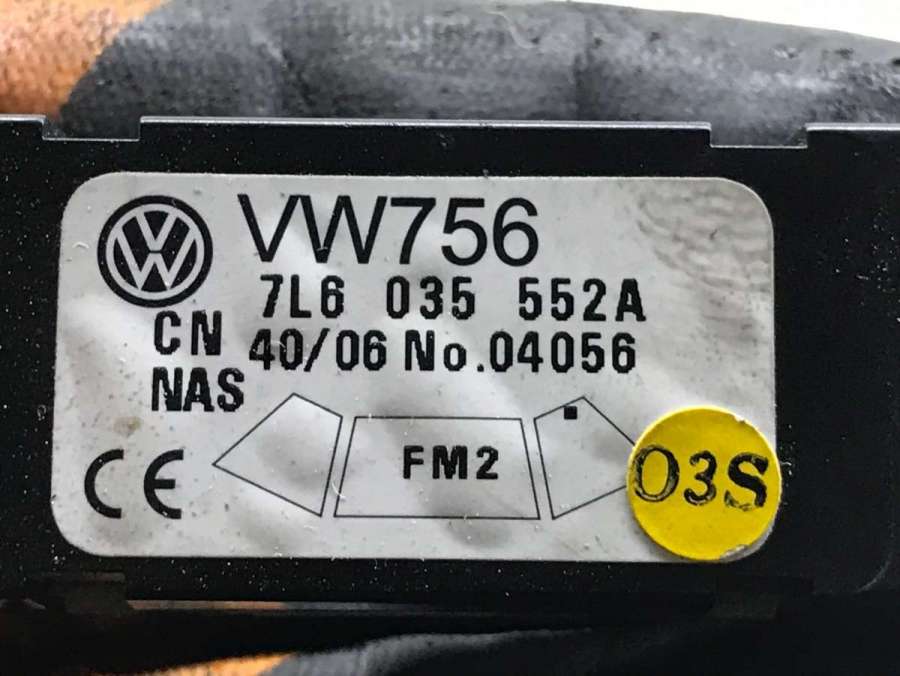 VW756
7L6 035 552A
CN 40/06 No.04056
NAS
CE
FM2
03S